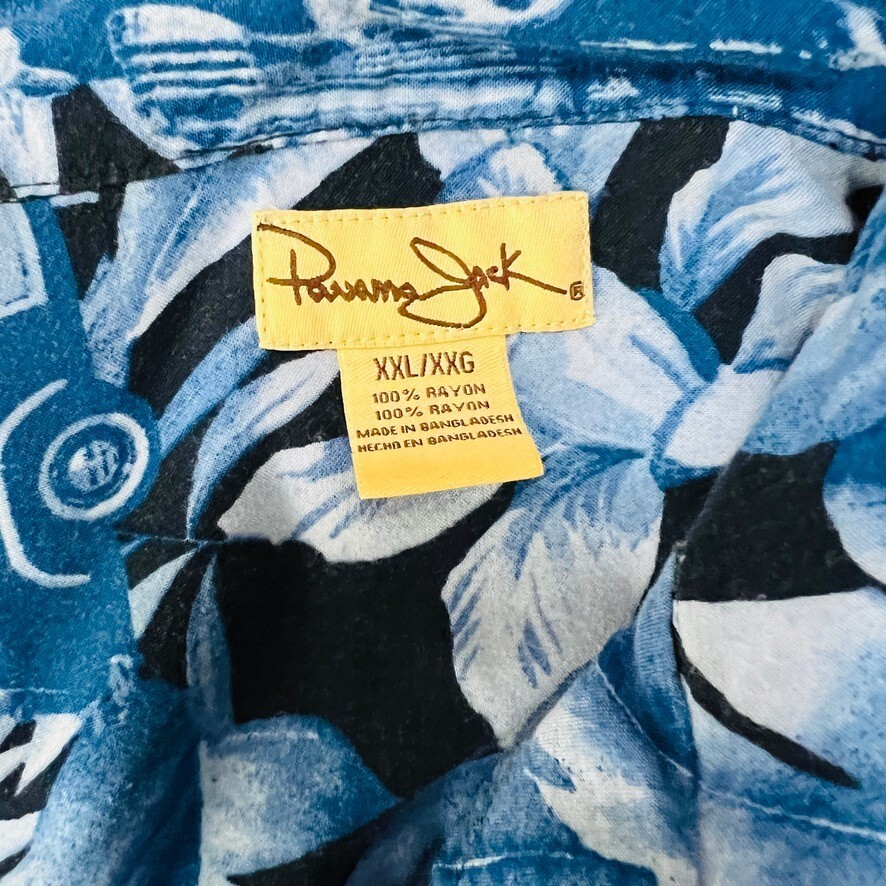 Panama Jack ®
XXL/XXG
100% RAYON
100% RAYON
MADE IN BANGLADESH
HECHO EN BANGLADESH